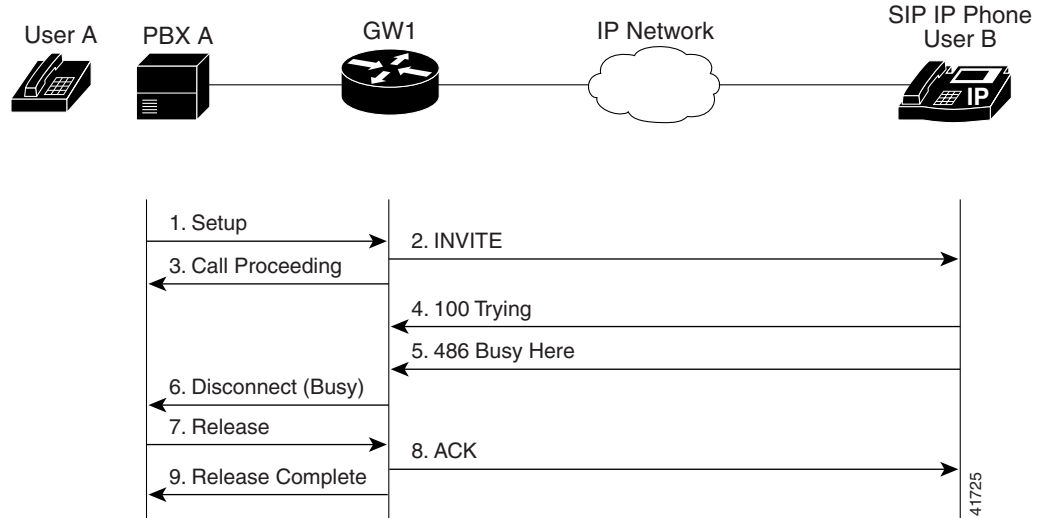 User A
PBX A
GW1
IP Network
SIP IP Phone
User B
IP
1. Setup
2. INVITE
3. Call Proceeding
4. 100 Trying
5. 486 Busy Here
6. Disconnect (Busy)
7. Release
8. ACK
9. Release Complete
41725